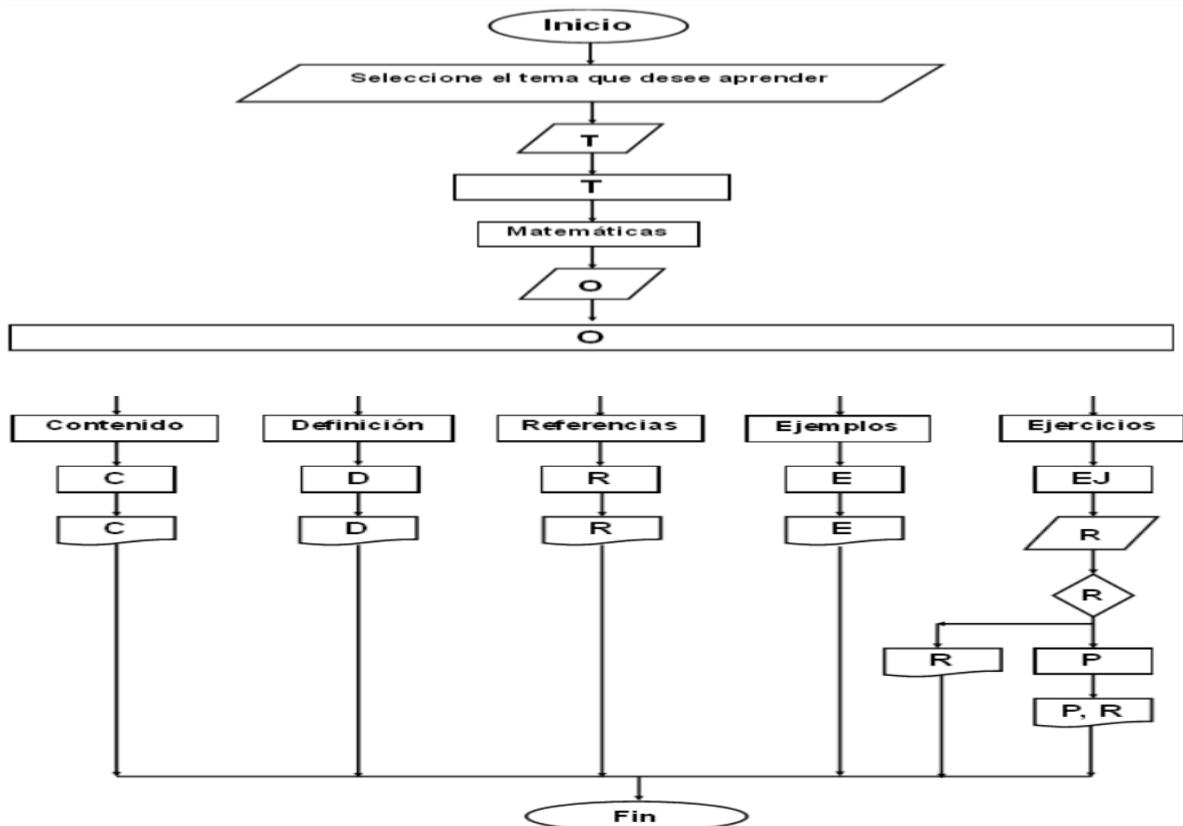 Inicio
Seleccione el tema que desee aprender
T
T
Matemáticas
O
O
Contenido Definición Referencias Ejemplos Ejercicios
C D R E EJ
C D R E R
R
R P
P, R
Fin